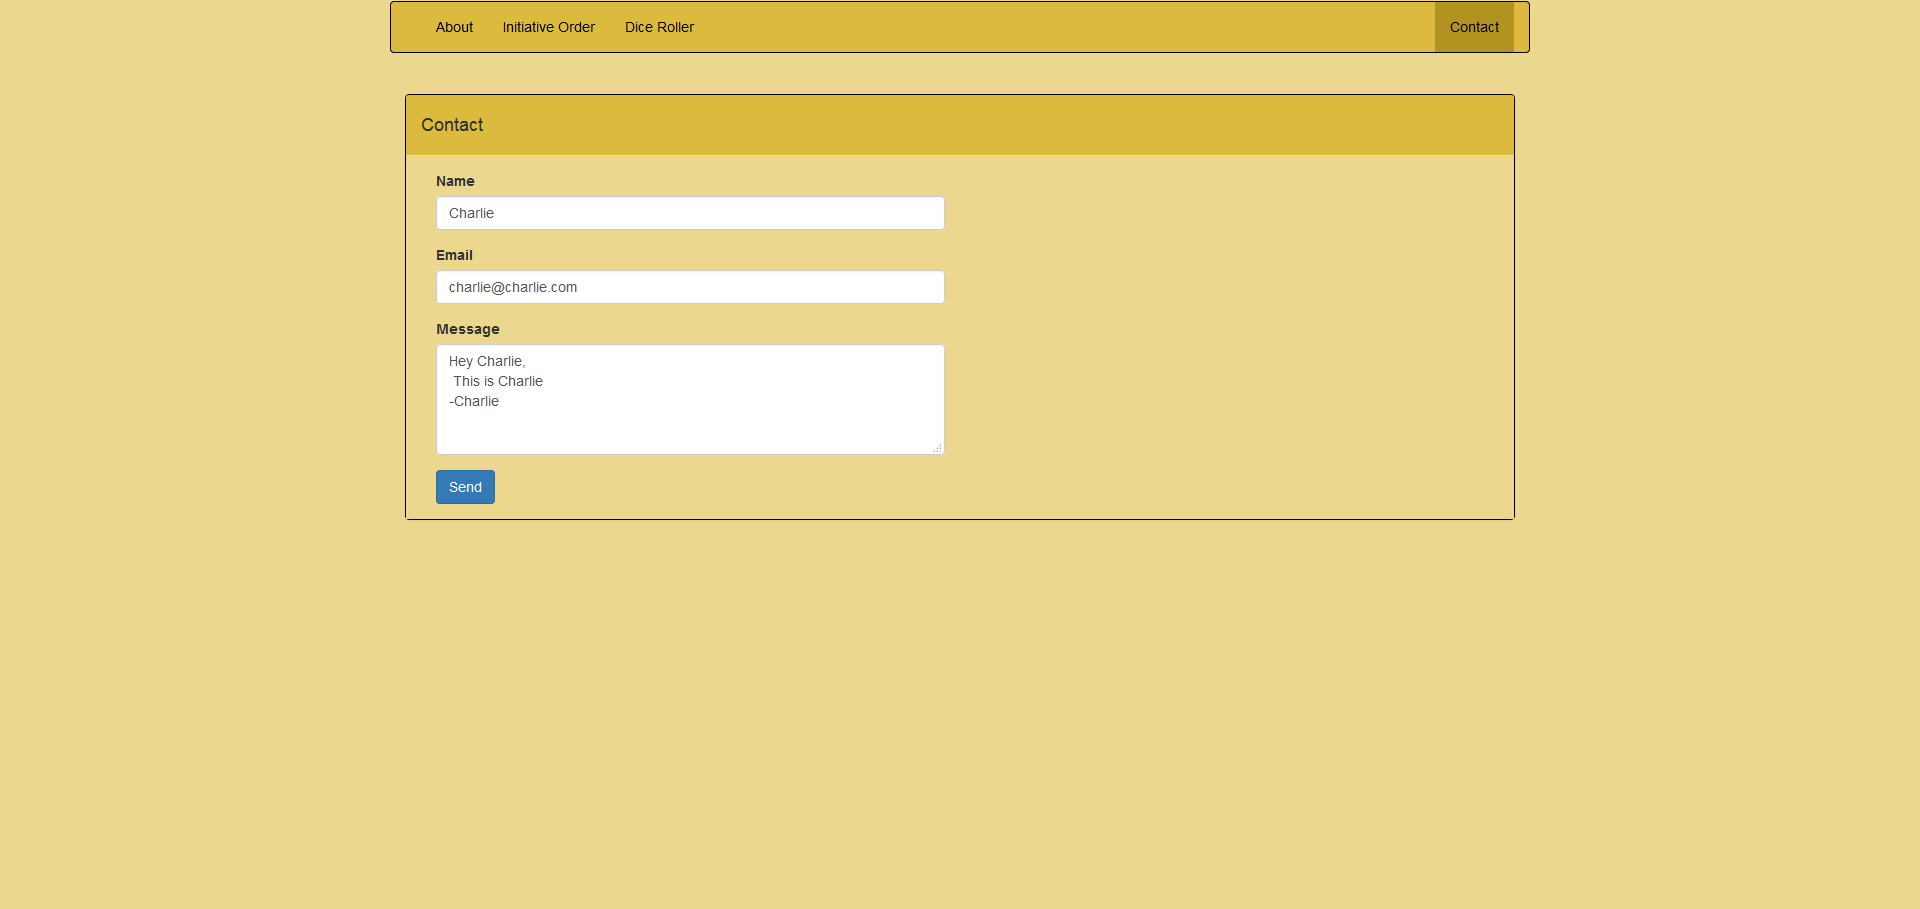 About Initiative Order Dice Roller Contact
Contact
Name
Charlie
Email
charlie@charlie.com
Message
Hey Charlie,
 This is Charlie
-Charlie
Send